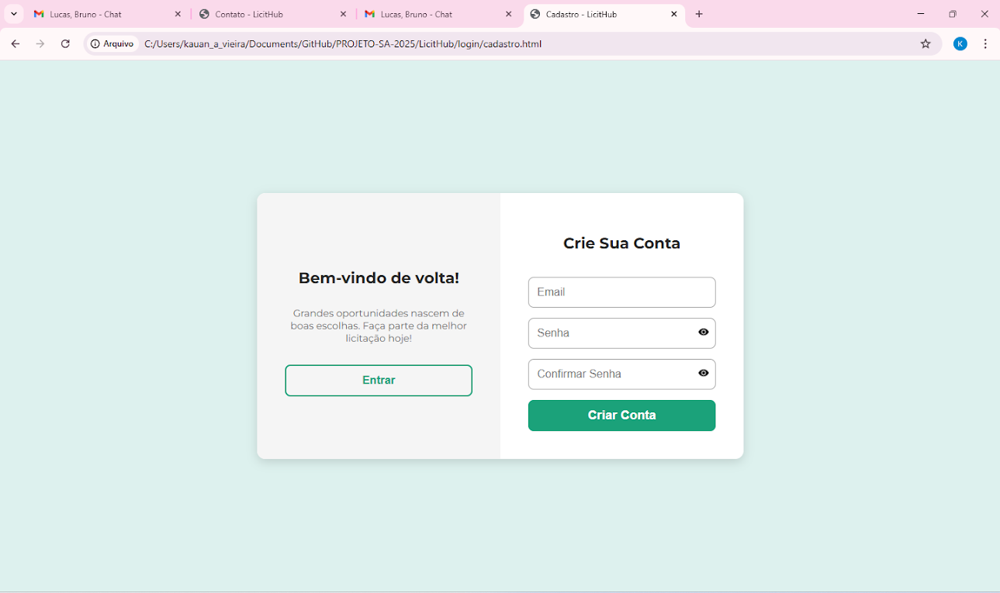 Lucas, Bruno - Chat
Contato - LicitHub
Lucas, Bruno - Chat
Cadastro - LicitHub
Arquivo
C:/Users/kauan_a_vieira/Documents/GitHub/PROJETO-SA-2025/LicitHub/login/cadastro.html
K
Bem-vindo de volta!
Grandes oportunidades nascem de
boas escolhas. Faça parte da melhor
licitação hoje!
Entrar
Crie Sua Conta
Email
Senha
Confirmar Senha
Criar Conta